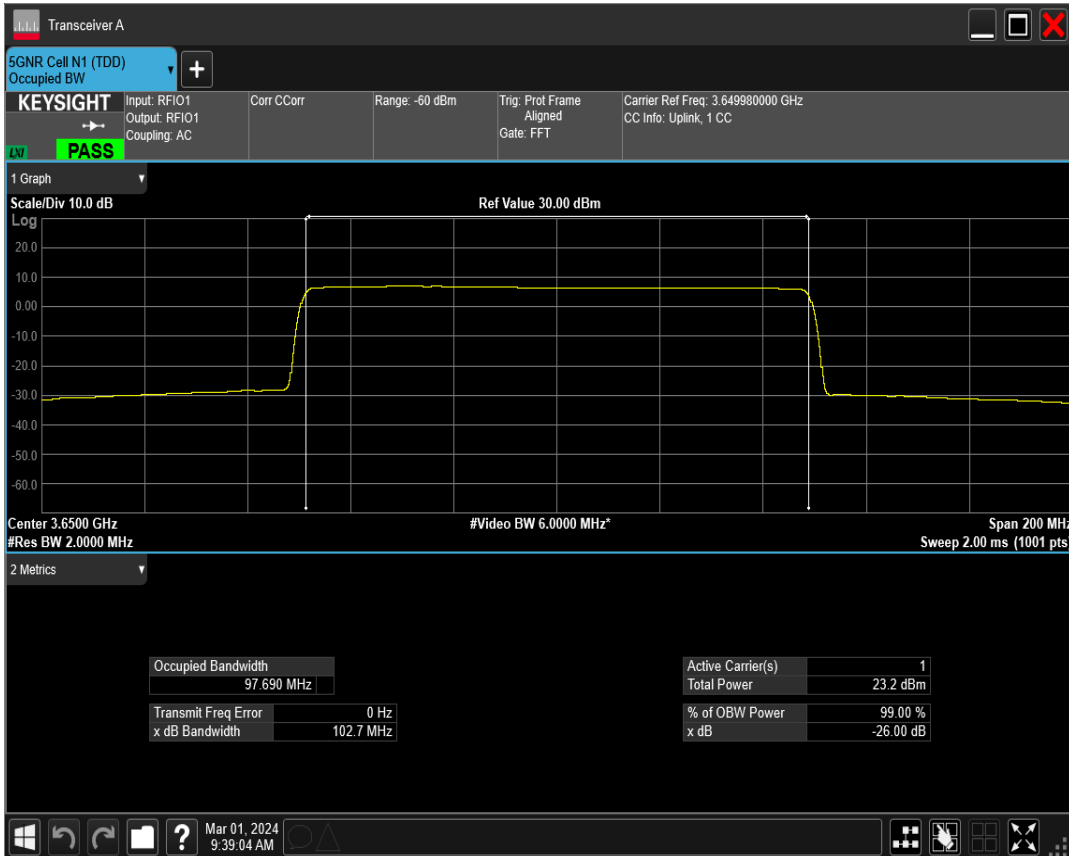 Transceiver A
5GNR Cell N1 (TDD)
Occupied BW
+
KEYSIGHT
LXI
PASS
Input: RFIO1
Output: RFIO1
Coupling: AC
Corr CCorr
Range: -60 dBm
Trig: Prot Frame
Aligned
Gate: FFT
Carrier Ref Freq: 3.649980000 GHz
CC Info: Uplink, 1 CC
1 Graph
Scale/Div 10.0 dB
Ref Value 30.00 dBm
Log
20.0
10.0
0.00
-10.0
-20.0
-30.0
-40.0
-50.0
-60.0
Center 3.6500 GHz
#Video BW 6.0000 MHz*
Span 200 MHz
#Res BW 2.0000 MHz
Sweep 2.00 ms (1001 pts)
2 Metrics
Occupied Bandwidth
97.690 MHz
Transmit Freq Error 0 Hz
x dB Bandwidth 102.7 MHz
Active Carrier(s) 1
Total Power 23.2 dBm
% of OBW Power 99.00 %
x dB -26.00 dB
?
Mar 01, 2024
9:39:04 AM